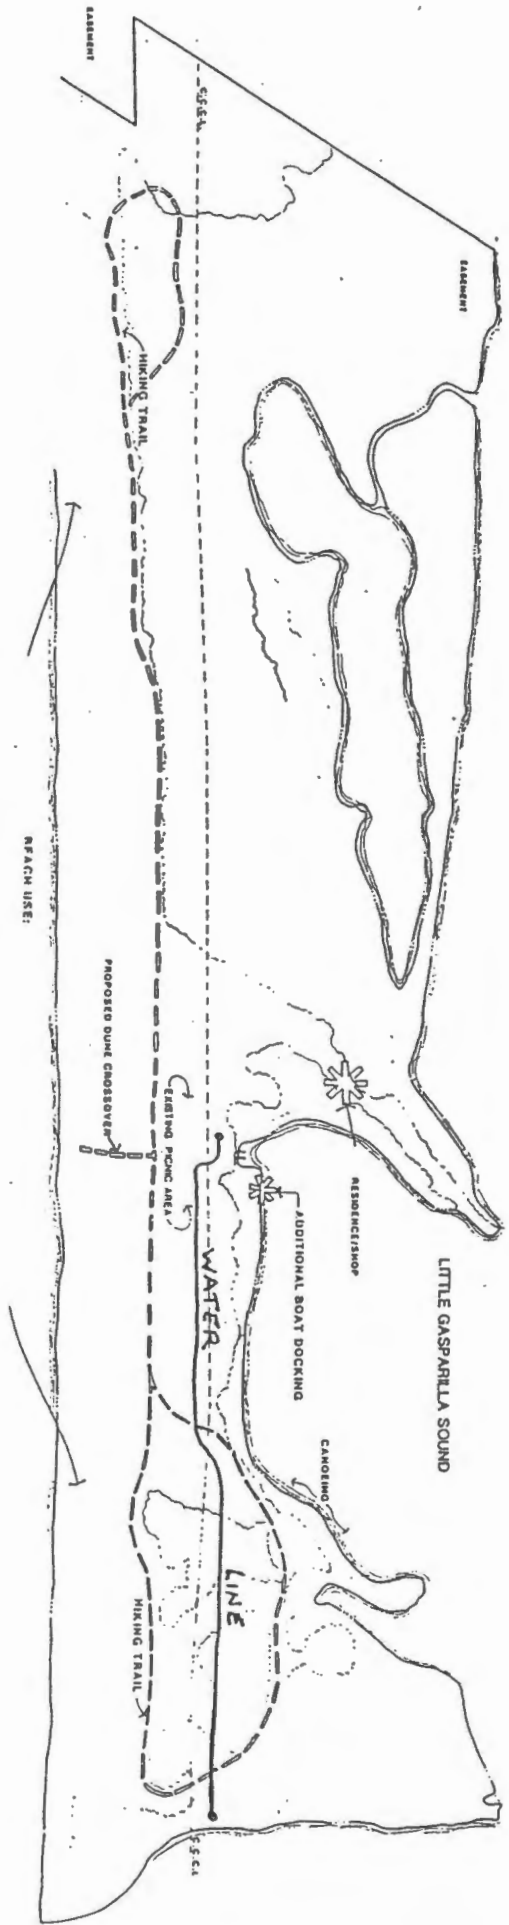 EASEMENT
EASEMENT
HIKING TRAIL
LITTLE GASPARILLA SOUND
RESIDENCE/SHOP
ADDITIONAL BOAT DOCKING
CANOEING
EXISTING PICNIC AREA
PROPOSED DUNE CROSSOVER
WATER
LINE
HIKING TRAIL
BEACH USE: